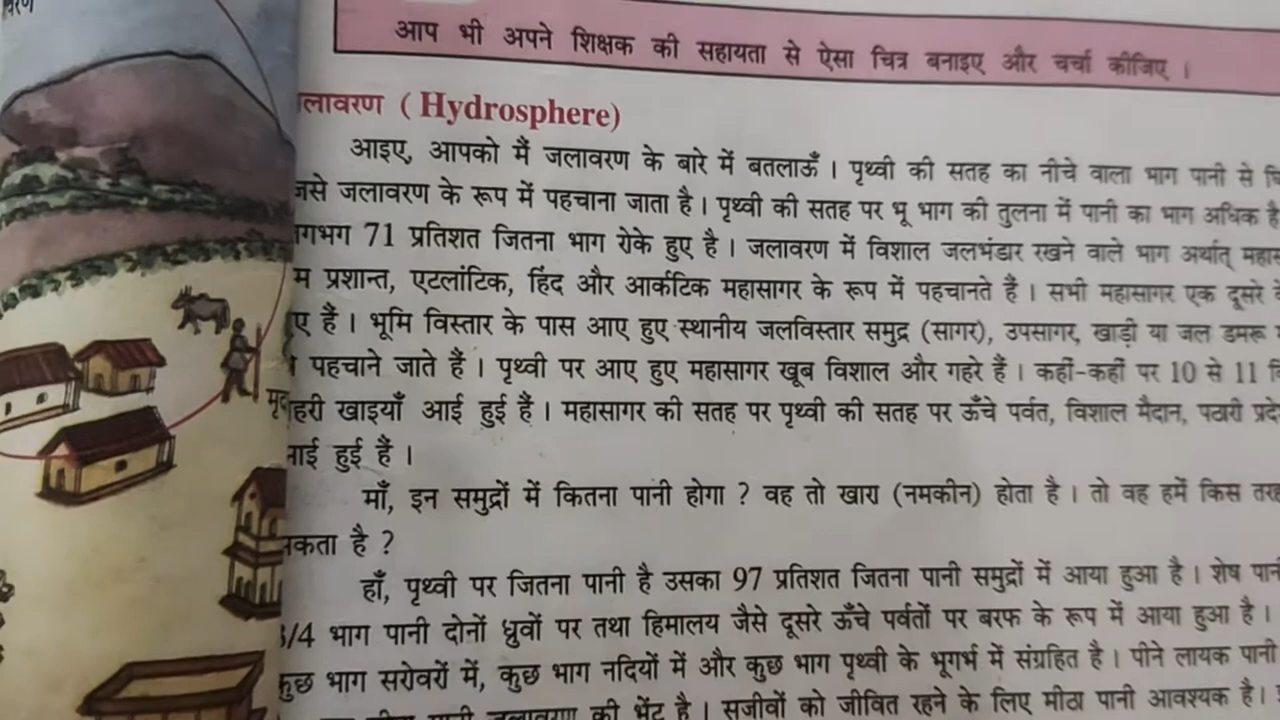 आप भी अपने शिक्षक की सहायता से ऐसा चित्र बनाइए और चर्चा कीजिए ।
लावरण ( Hydrosphere)
आइए, आपको मैं जलावरण के बारे में बतलाऊँ । पृथ्वी की सतह का नीचे वाला भाग पानी से
जसे जलावरण के रूप में पहचाना जाता है । पृथ्वी की सतह पर भू भाग की तुलना में पानी का भाग अधिक है
गभग 71 प्रतिशत जितना भाग रोके हुए है । जलावरण में विशाल जलभंडार रखने वाले भाग अर्थात् महास
म प्रशान्त, एटलांटिक, हिंद और आर्कटिक महासागर के रूप में पहचानते हैं । सभी महासागर एक दूसरे
ए हैं । भूमि विस्तार के पास आए हुए स्थानीय जलविस्तार समुद्र (सागर), उपसागर, खाड़ी या जल डमरू
पहचाने जाते हैं । पृथ्वी पर आए हुए महासागर खूब विशाल और गहरे हैं । कहीं-कहीं पर 10 से 11
हरी खाइयाँ आई हुई हैं । महासागर की सतह पर पृथ्वी की सतह पर ऊँचे पर्वत, विशाल मैदान, पठारी प्रदे
नाई हुई हैं ।
माँ, इन समुद्रों में कितना पानी होगा ? वह तो खारा (नमकीन) होता है । तो वह हमें किस तरह
कता है ?
हाँ, पृथ्वी पर जितना पानी है उसका 97 प्रतिशत जितना पानी समुद्रों में आया हुआ है । शेष पानी
3/4 भाग पानी दोनों ध्रुवों पर तथा हिमालय जैसे दूसरे ऊँचे पर्वतों पर बरफ के रूप में आया हुआ है ।
कुछ भाग सरोवरों में, कुछ भाग नदियों में और कुछ भाग पृथ्वी के भूगर्भ में संग्रहित है । पीने लायक पानी
पानी जलावरण की भेंट है । सजीवों को जीवित रहने के लिए मीठा पानी आवश्यक है ।